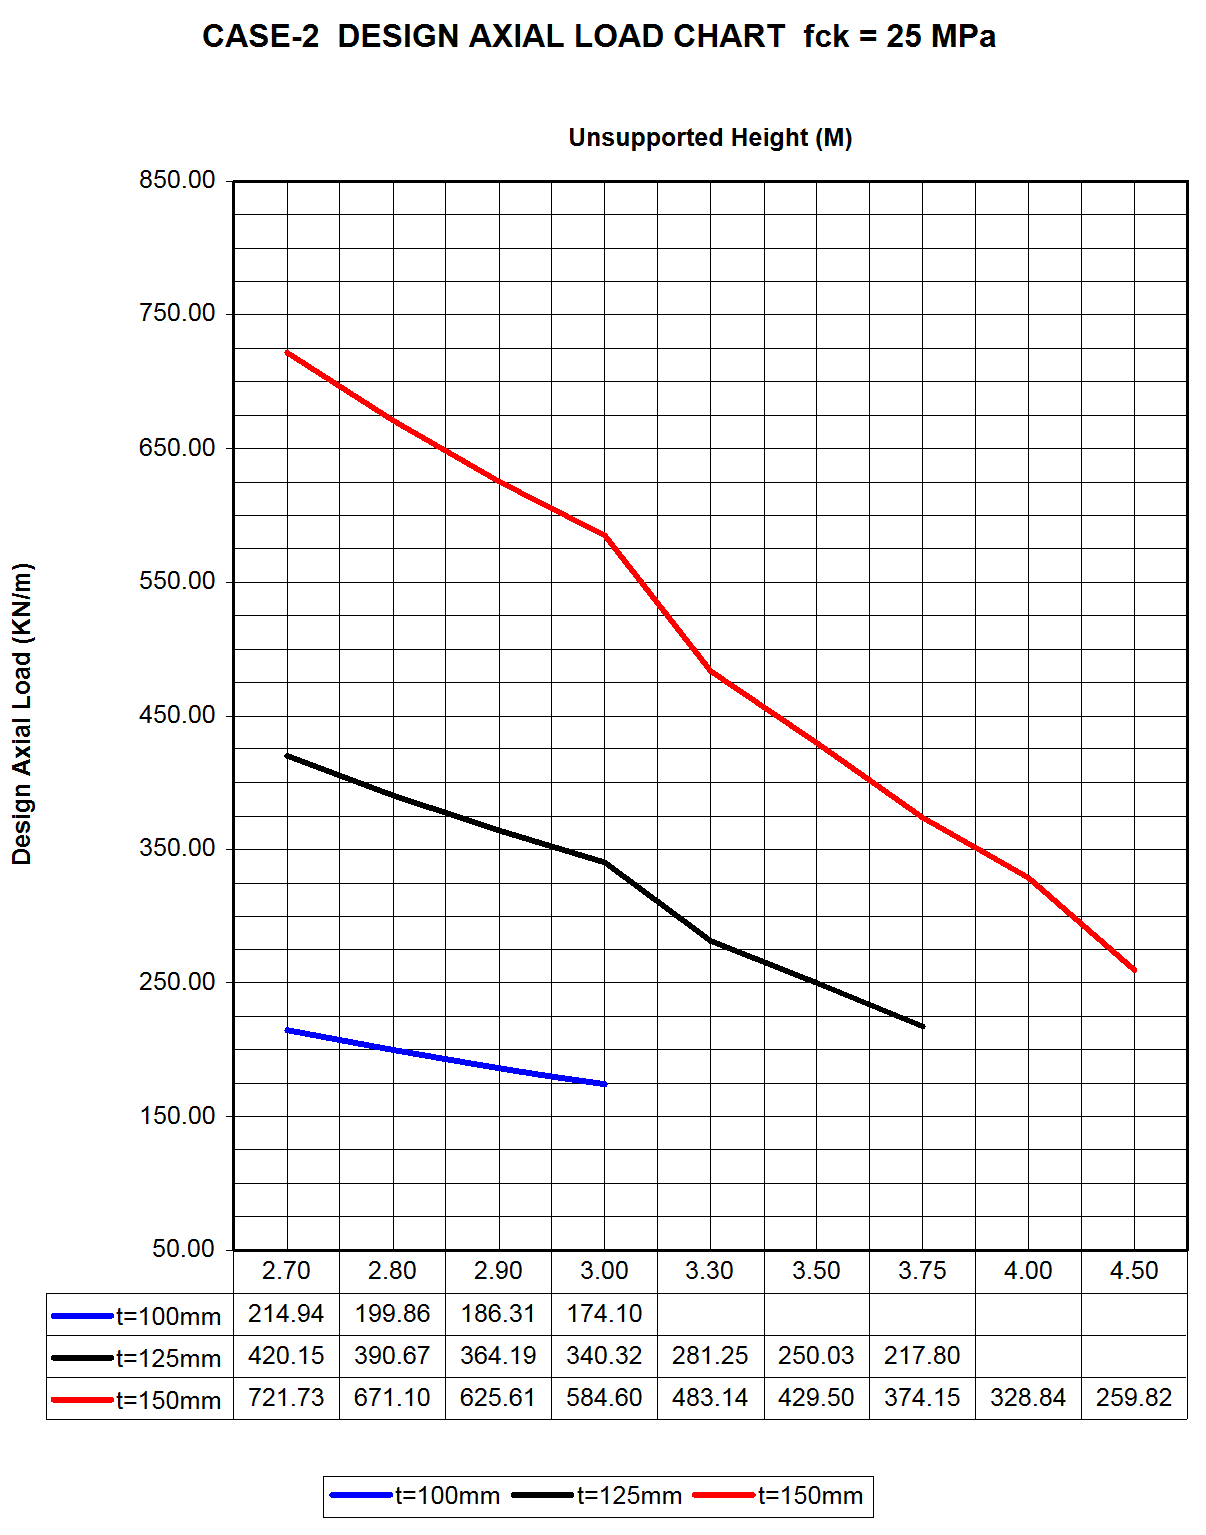 CASE-2 DESIGN AXIAL LOAD CHART fck = 25 MPa
Unsupported Height (M)
Design Axial Load (KN/m)
850.00
750.00
650.00
550.00
450.00
350.00
250.00
150.00
50.00
2.70 2.80 2.90 3.00 3.30 3.50 3.75 4.00 4.50
t=100mm 214.94 199.86 186.31 174.10
t=125mm 420.15 390.67 364.19 340.32 281.25 250.03 217.80
t=150mm 721.73 671.10 625.61 584.60 483.14 429.50 374.15 328.84 259.82
t=100mm t=125mm t=150mm